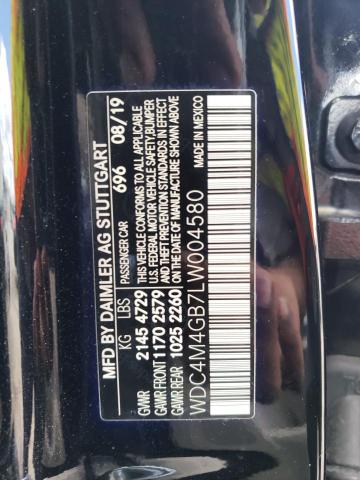 MFD BY DAIMLER AG STUTTGART
KG LBS PASSENGER CAR 696 08/19
GVWR 2145 4729 THIS VEHICLE CONFORMS TO ALL APPLICABLE
GAWR FRONT 1170 2579 U.S. FEDERAL MOTOR VEHICLE SAFETY, BUMPER
GAWR REAR 1025 2260 AND THEFT PREVENTION STANDARDS IN EFFECT
ON THE DATE OF MANUFACTURE SHOWN ABOVE
WDC4M4GB7LW004580 MADE IN MEXICO